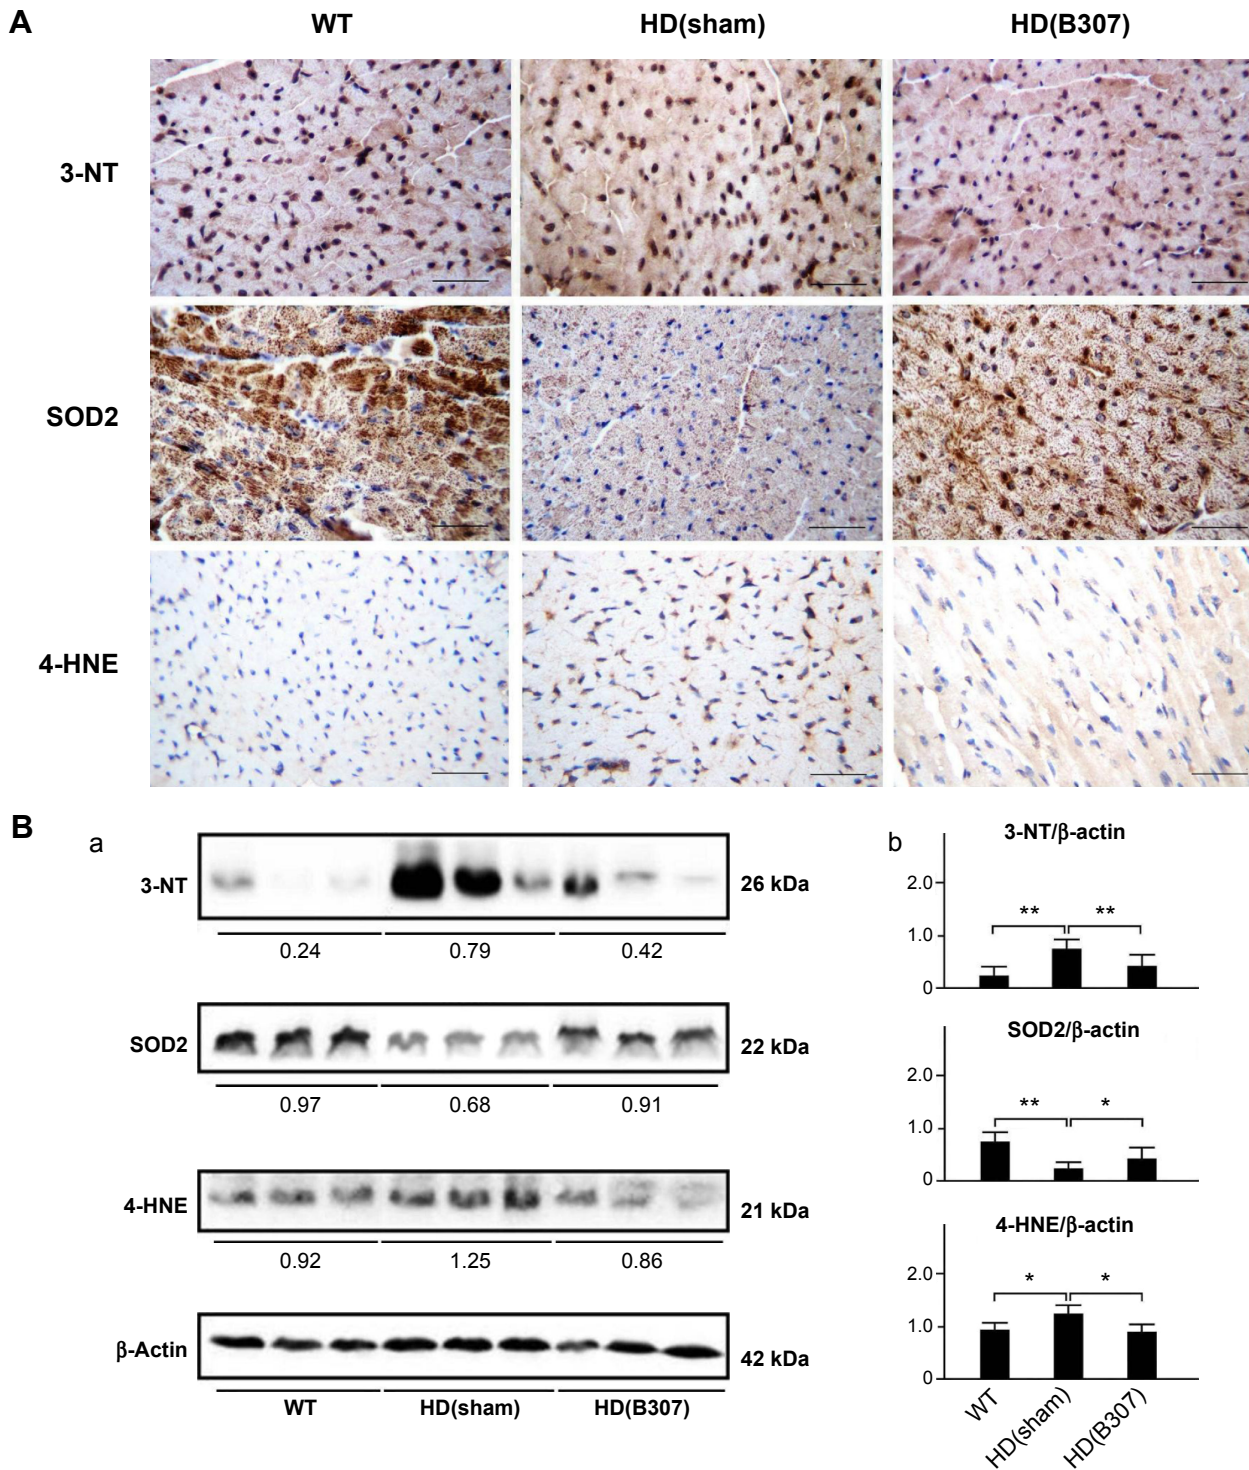 A
WT HD(sham) HD(B307)
3-NT
SOD2
4-HNE
B
a
3-NT 26 kDa
0.24 0.79 0.42
SOD2 22 kDa
0.97 0.68 0.91
4-HNE 21 kDa
0.92 1.25 0.86
β-Actin 42 kDa
WT HD(sham) HD(B307)
b
3-NT/β-actin
2.0
** **
1.0
0
SOD2/β-actin
2.0
** *
1.0
0
4-HNE/β-actin
2.0
* *
1.0
0
WT HD(sham) HD(B307)